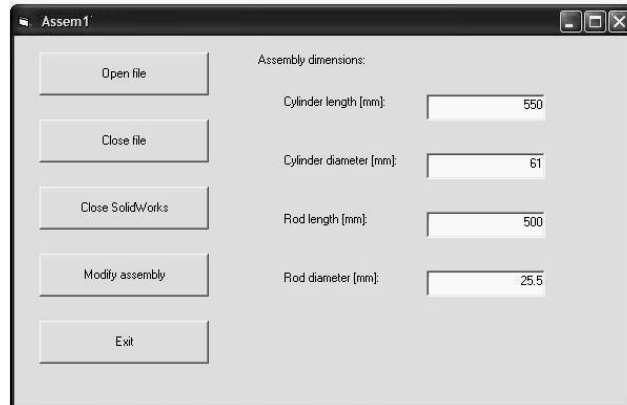 Assem1
Open file
Assembly dimensions:
Cylinder length [mm]: 550
Close file
Cylinder diameter [mm]: 61
Close SolidWorks
Rod length [mm]: 500
Modify assembly
Rod diameter [mm]: 25.5
Exit